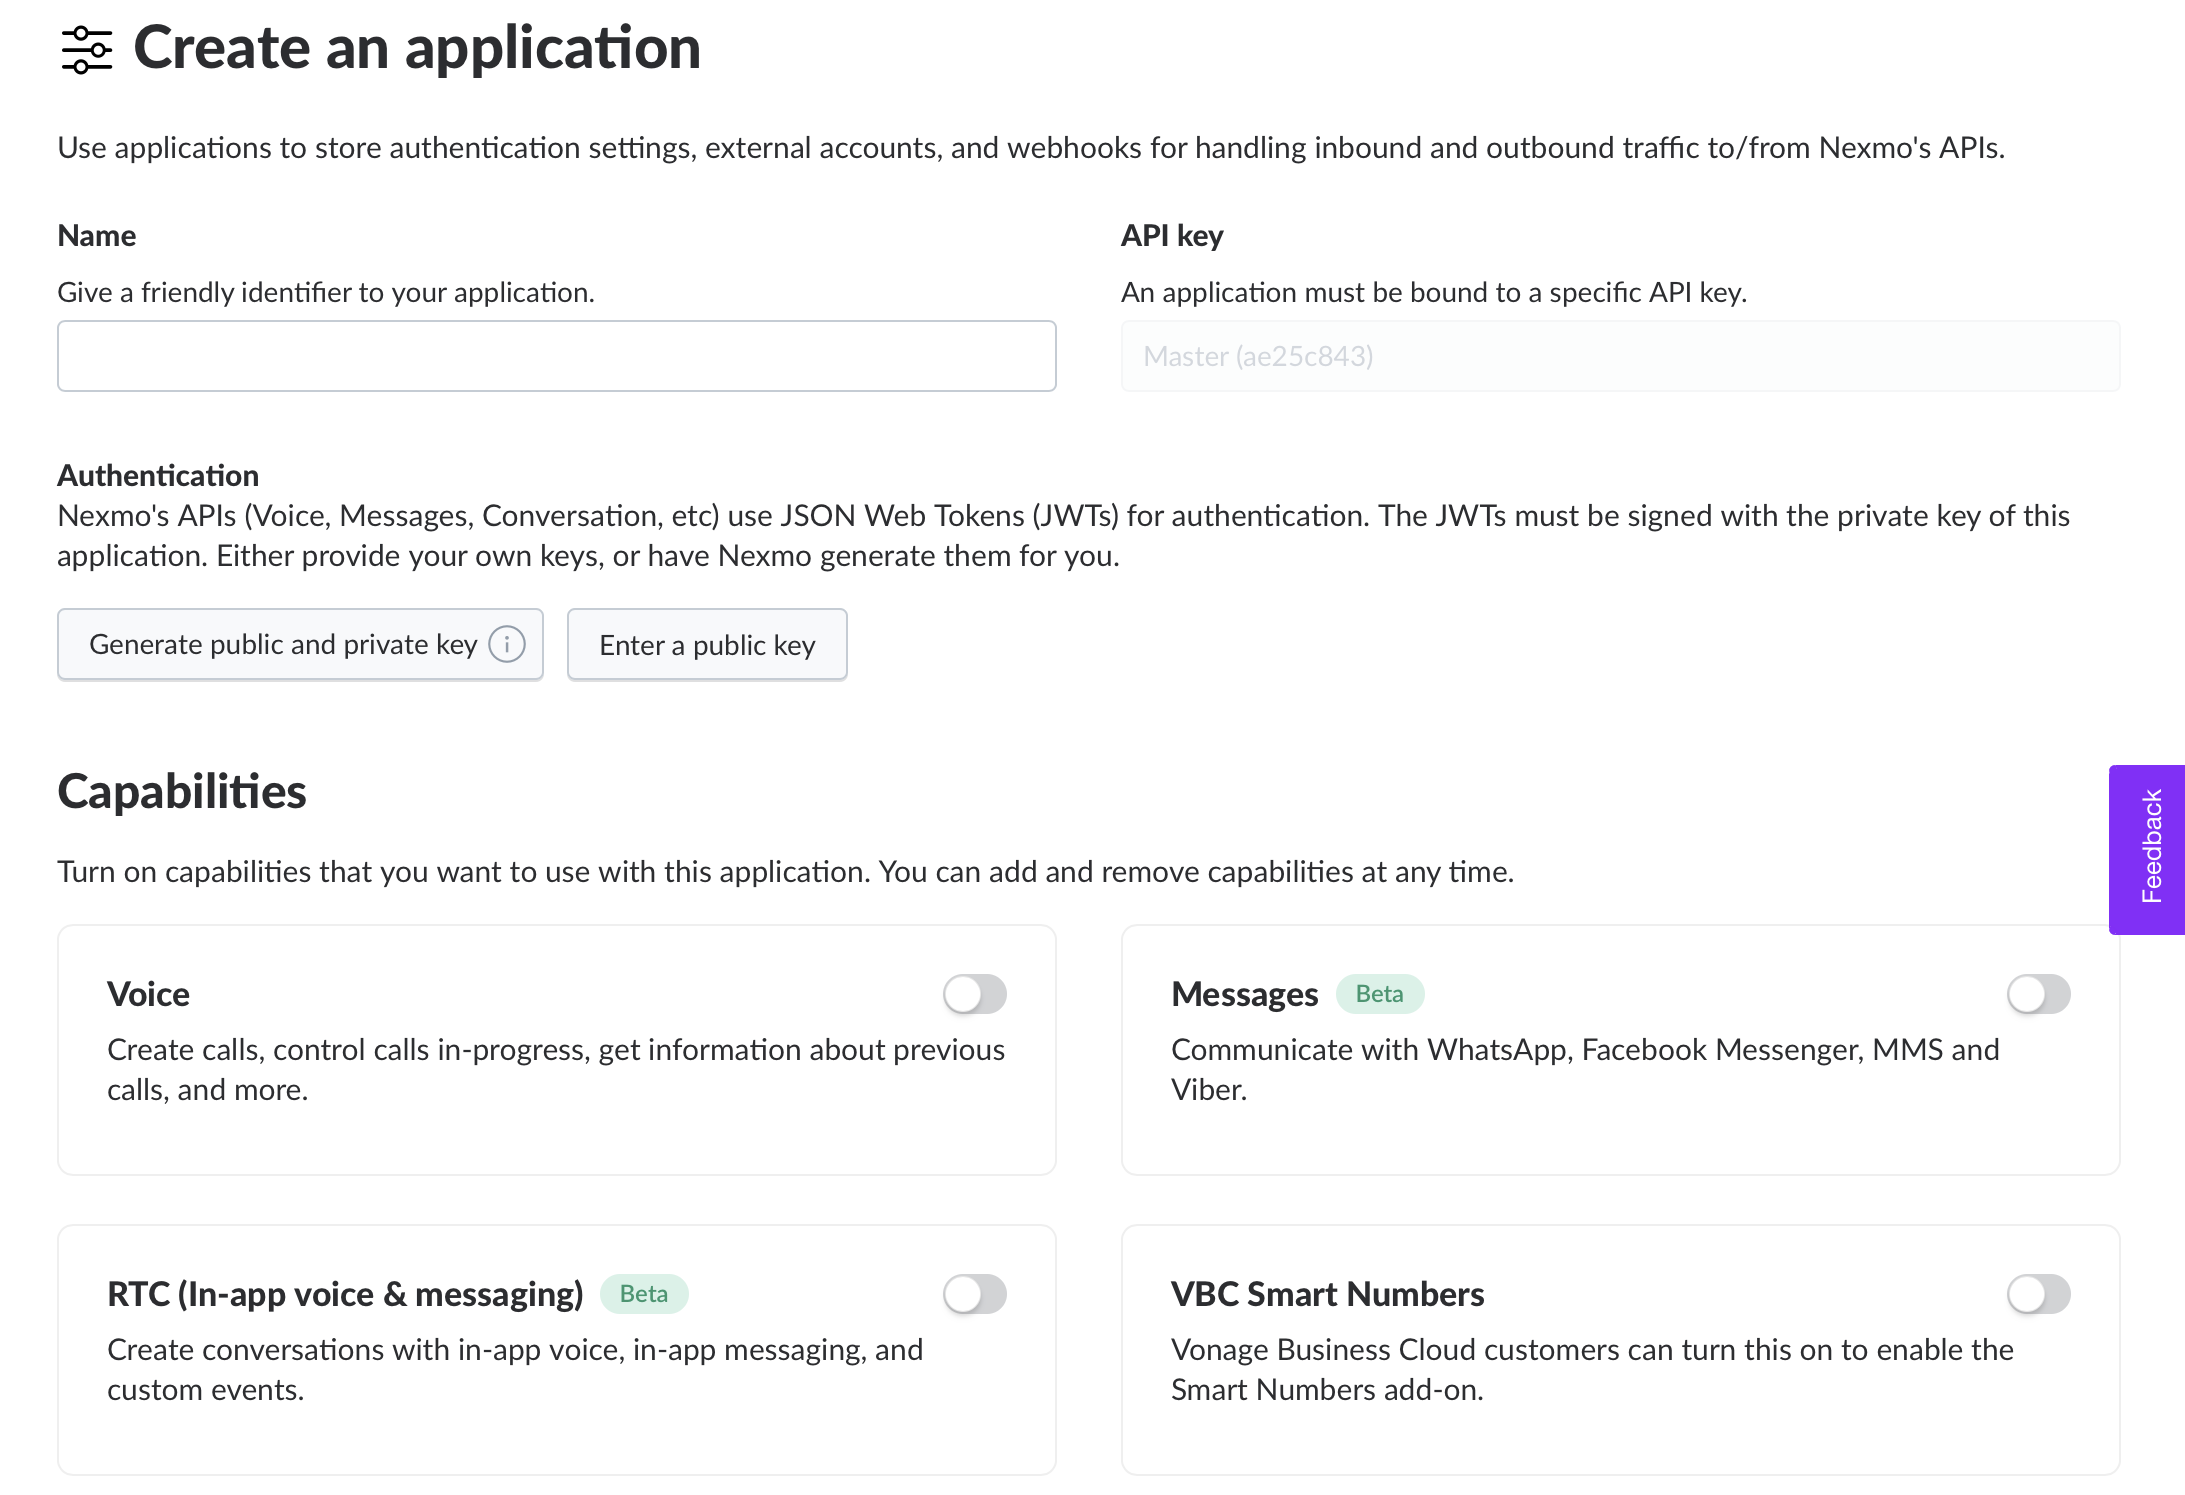 Create an application
Use applications to store authentication settings, external accounts, and webhooks for handling inbound and outbound traffic to/from Nexmo's APIs.
Name
Give a friendly identifier to your application.
API key
An application must be bound to a specific API key.
Master (ae25c843)
Authentication
Nexmo's APIs (Voice, Messages, Conversation, etc) use JSON Web Tokens (JWTs) for authentication. The JWTs must be signed with the private key of this
application. Either provide your own keys, or have Nexmo generate them for you.
Generate public and private key
Enter a public key
Capabilities
Turn on capabilities that you want to use with this application. You can add and remove capabilities at any time.
Feedback
Voice
Create calls, control calls in-progress, get information about previous
calls, and more.
Messages Beta
Communicate with WhatsApp, Facebook Messenger, MMS and
Viber.
RTC (In-app voice & messaging) Beta
Create conversations with in-app voice, in-app messaging, and
custom events.
VBC Smart Numbers
Vonage Business Cloud customers can turn this on to enable the
Smart Numbers add-on.